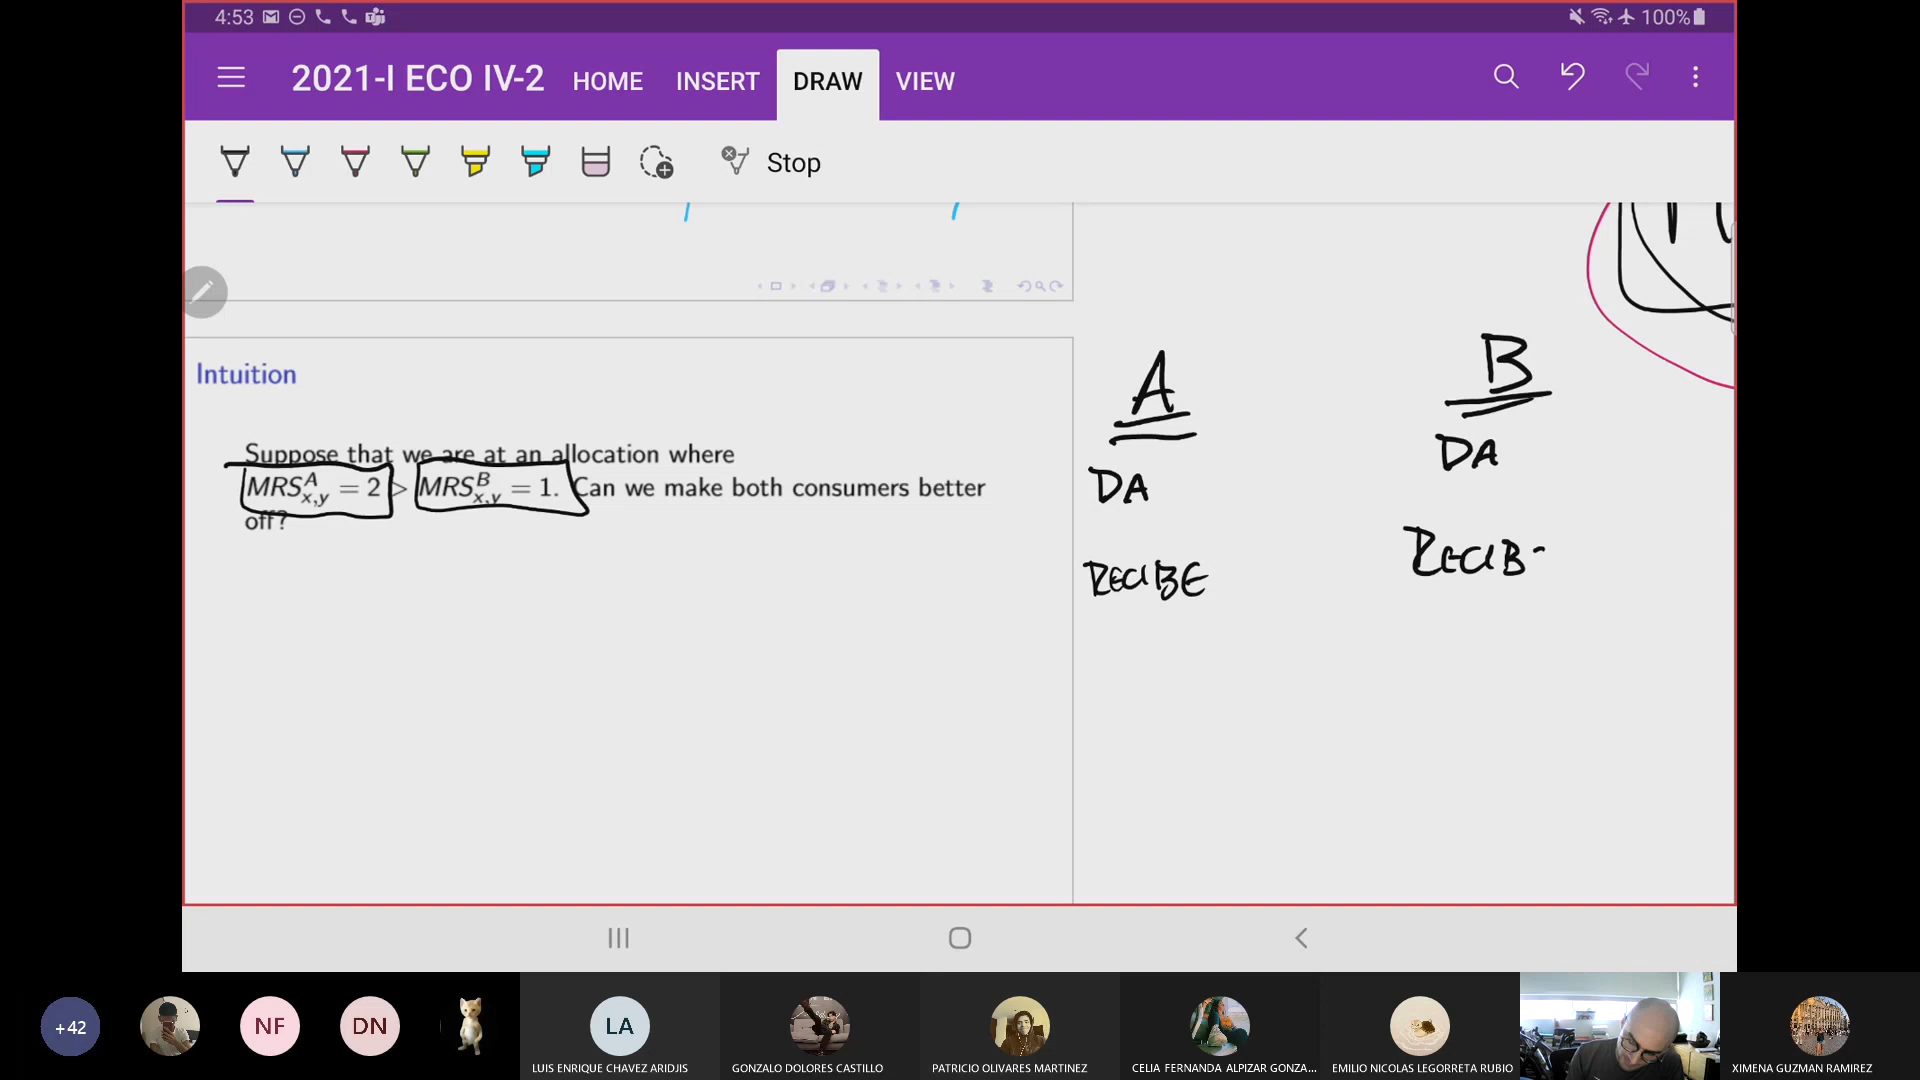 4:53 100%
2021-I ECO IV-2 HOME INSERT DRAW VIEW
Stop
Intuition
Suppose that we are at an allocation where
MRS^A_{x,y} = 2 > MRS^B_{x,y} = 1. Can we make both consumers better
off?
A
DA
RECIBE
B
DA
RECIB
+42
NF
DN
LA
LUIS ENRIQUE CHAVEZ ARIDJIS
GONZALO DOLORES CASTILLO
PATRICIO OLIVARES MARTINEZ
CELIA FERNANDA ALPIZAR GONZA...
EMILIO NICOLAS LEGORRETA RUBIO
XIMENA GUZMAN RAMIREZ